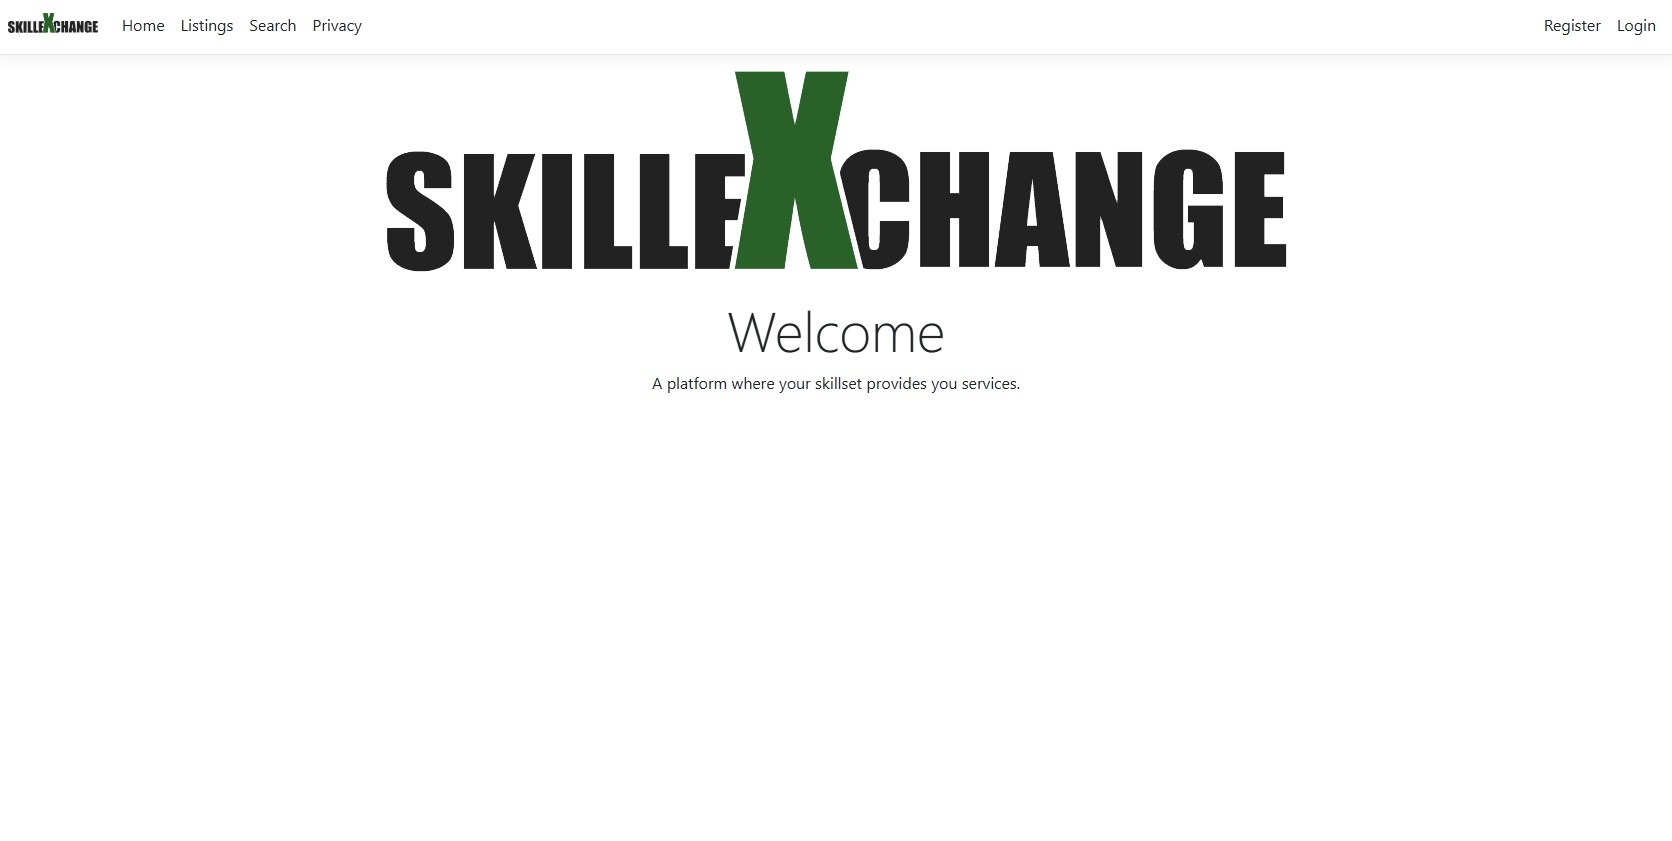 SKILLEXCHANGE Home Listings Search Privacy Register Login
SKILLEXCHANGE
Welcome
A platform where your skillset provides you services.